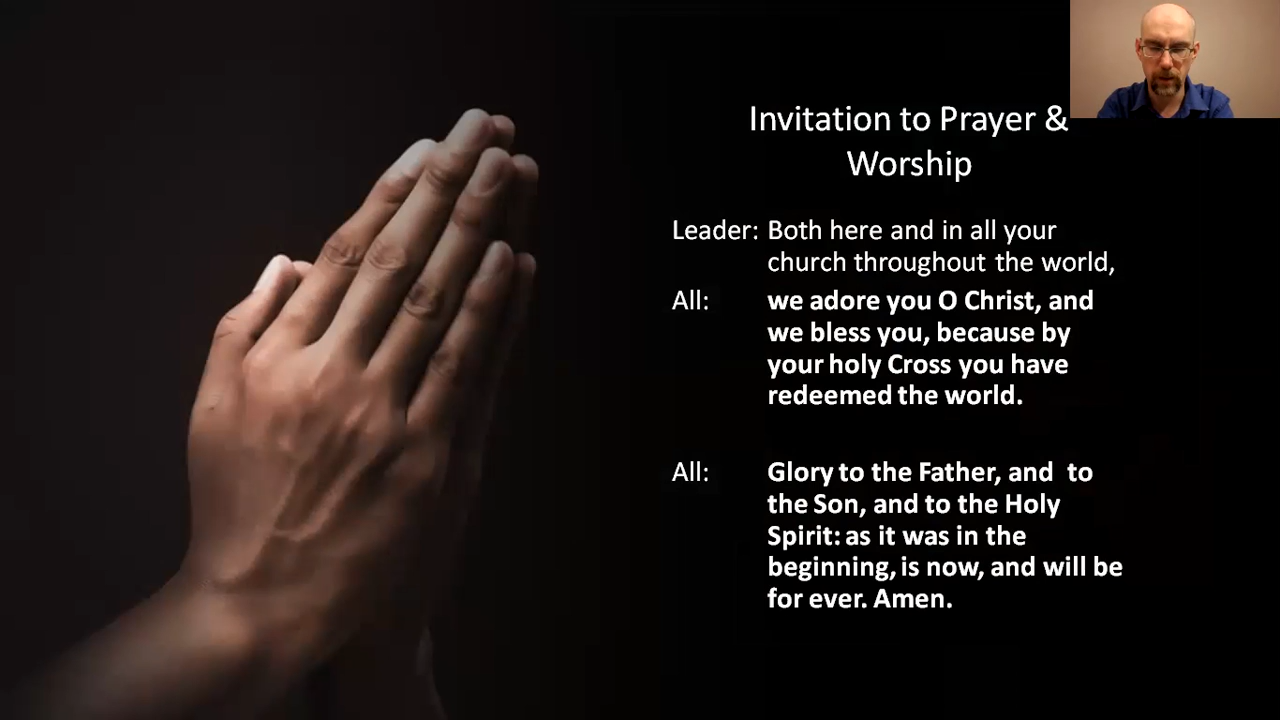 Invitation to Prayer &
Worship
Leader: Both here and in all your
church throughout the world,
All: we adore you O Christ, and
we bless you, because by
your holy Cross you have
redeemed the world.
All: Glory to the Father, and to
the Son, and to the Holy
Spirit: as it was in the
beginning, is now, and will be
for ever. Amen.